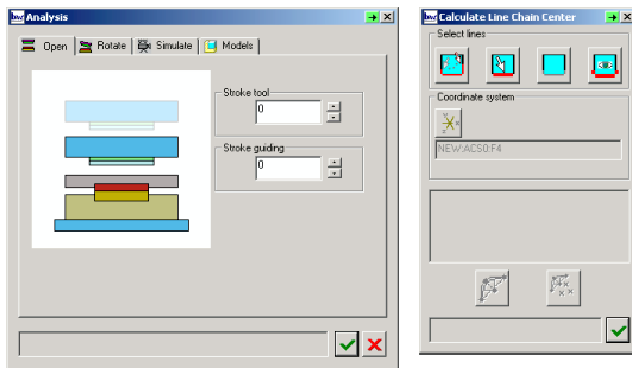 Analysis
Open
Rotate
Simulate
Models
Stroke tool
0
Stroke guiding
0
Calculate Line Chain Center
Select lines
Coordinate system
NEW:ACS0:F4